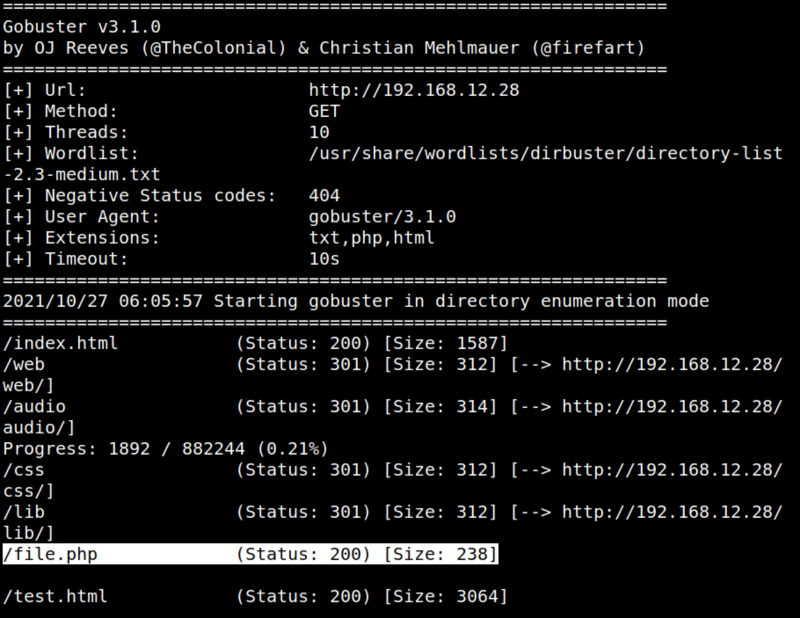 ===============================================================
Gobuster v3.1.0
by OJ Reeves (@TheColonial) & Christian Mehlmauer (@firefart)
===============================================================
[+] Url:                     http://192.168.12.28
[+] Method:                  GET
[+] Threads:                 10
[+] Wordlist:                /usr/share/wordlists/dirbuster/directory-list
-2.3-medium.txt
[+] Negative Status codes:   404
[+] User Agent:              gobuster/3.1.0
[+] Extensions:              txt,php,html
[+] Timeout:                 10s
===============================================================
2021/10/27 06:05:57 Starting gobuster in directory enumeration mode
===============================================================
/index.html           (Status: 200) [Size: 1587]
/web                  (Status: 301) [Size: 312] [--> http://192.168.12.28/
web/]
/audio                (Status: 301) [Size: 314] [--> http://192.168.12.28/
audio/]
Progress: 1892 / 882244 (0.21%)
/css                  (Status: 301) [Size: 312] [--> http://192.168.12.28/
css/]
/lib                  (Status: 301) [Size: 312] [--> http://192.168.12.28/
lib/]
/file.php             (Status: 200) [Size: 238]
/test.html            (Status: 200) [Size: 3064]